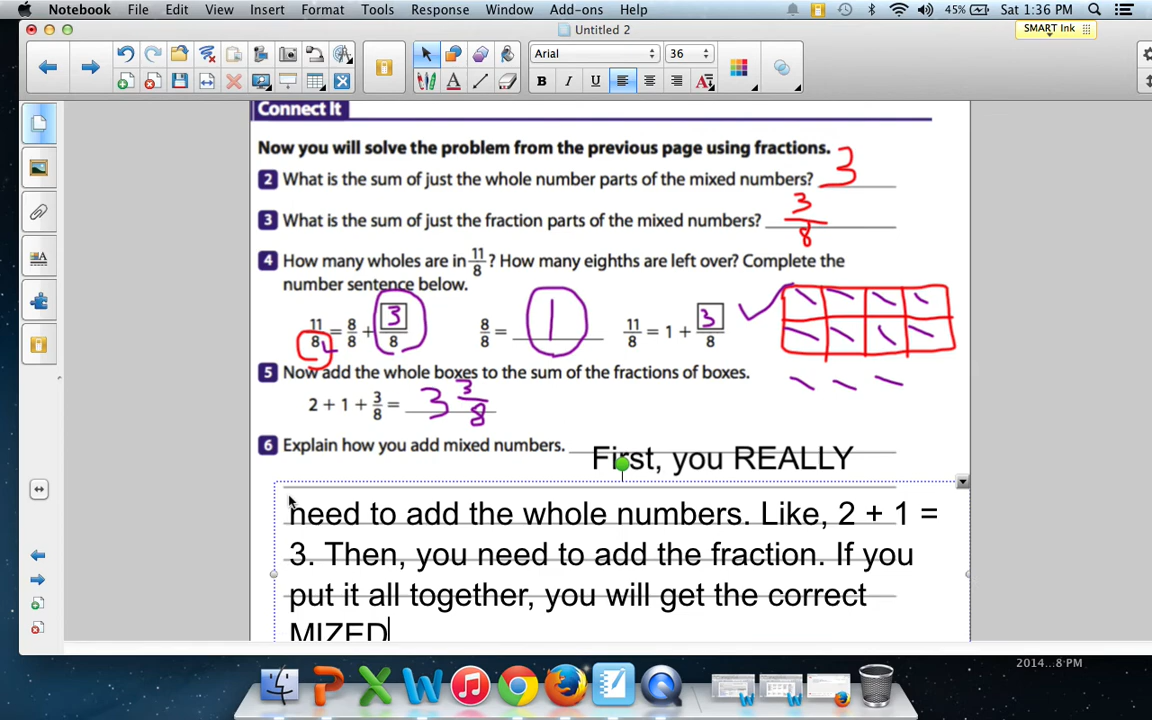 Notebook File Edit View Insert Format Tools Response Window Add-ons Help 45% Sat 1:36 PM
Untitled 2
SMART Ink
Arial 36
B I U
Connect It
Now you will solve the problem from the previous page using fractions.
2 What is the sum of just the whole number parts of the mixed numbers? 3
3 What is the sum of just the fraction parts of the mixed numbers? 3/8
4 How many wholes are in 11/8? How many eighths are left over? Complete the
number sentence below.
11/8 = 8/8 + 3/8 8/8 = 1 11/8 = 1 + 3/8
5 Now add the whole boxes to the sum of the fractions of boxes.
2 + 1 + 3/8 = 3 3/8
6 Explain how you add mixed numbers. First, you REALLY
need to add the whole numbers. Like, 2 + 1 =
3. Then, you need to add the fraction. If you
put it all together, you will get the correct
MIZED
2014...8 PM